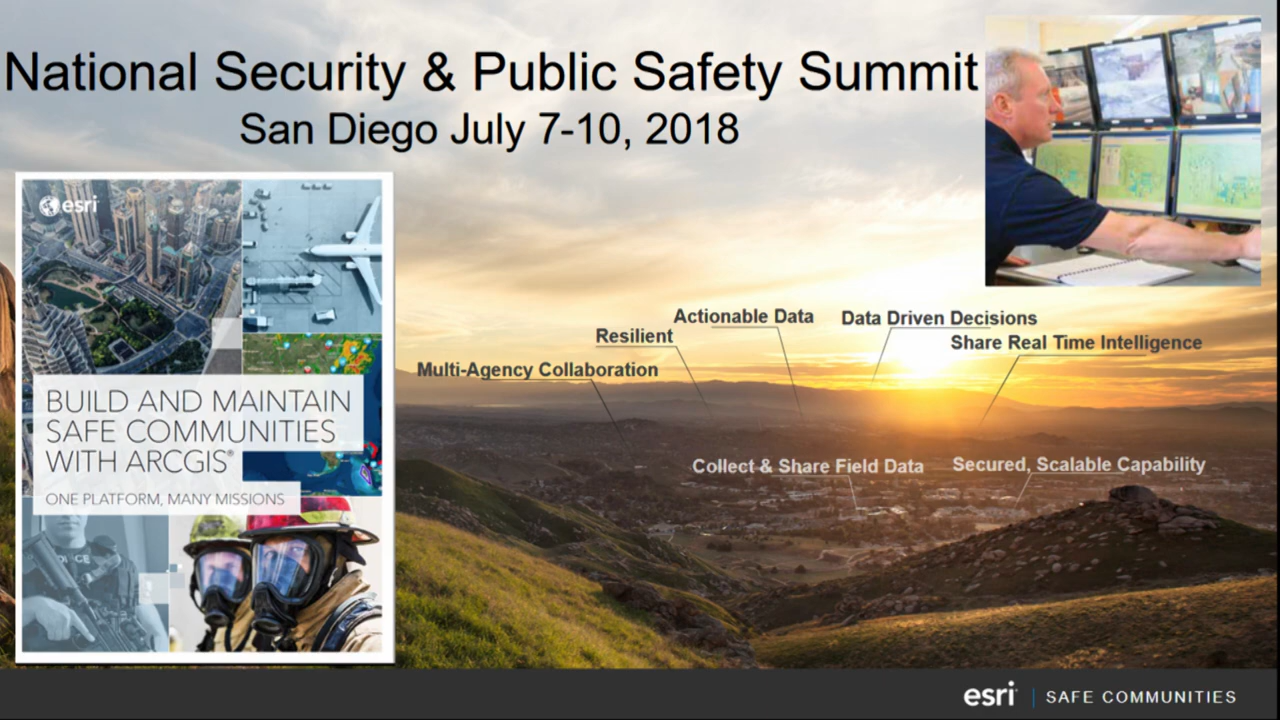 National Security & Public Safety Summit
San Diego July 7-10, 2018
esri
BUILD AND MAINTAIN
SAFE COMMUNITIES
WITH ARCGIS®
ONE PLATFORM, MANY MISSIONS
Actionable Data
Data Driven Decisions
Resilient
Share Real Time Intelligence
Multi-Agency Collaboration
Collect & Share Field Data
Secured, Scalable Capability
esri | SAFE COMMUNITIES